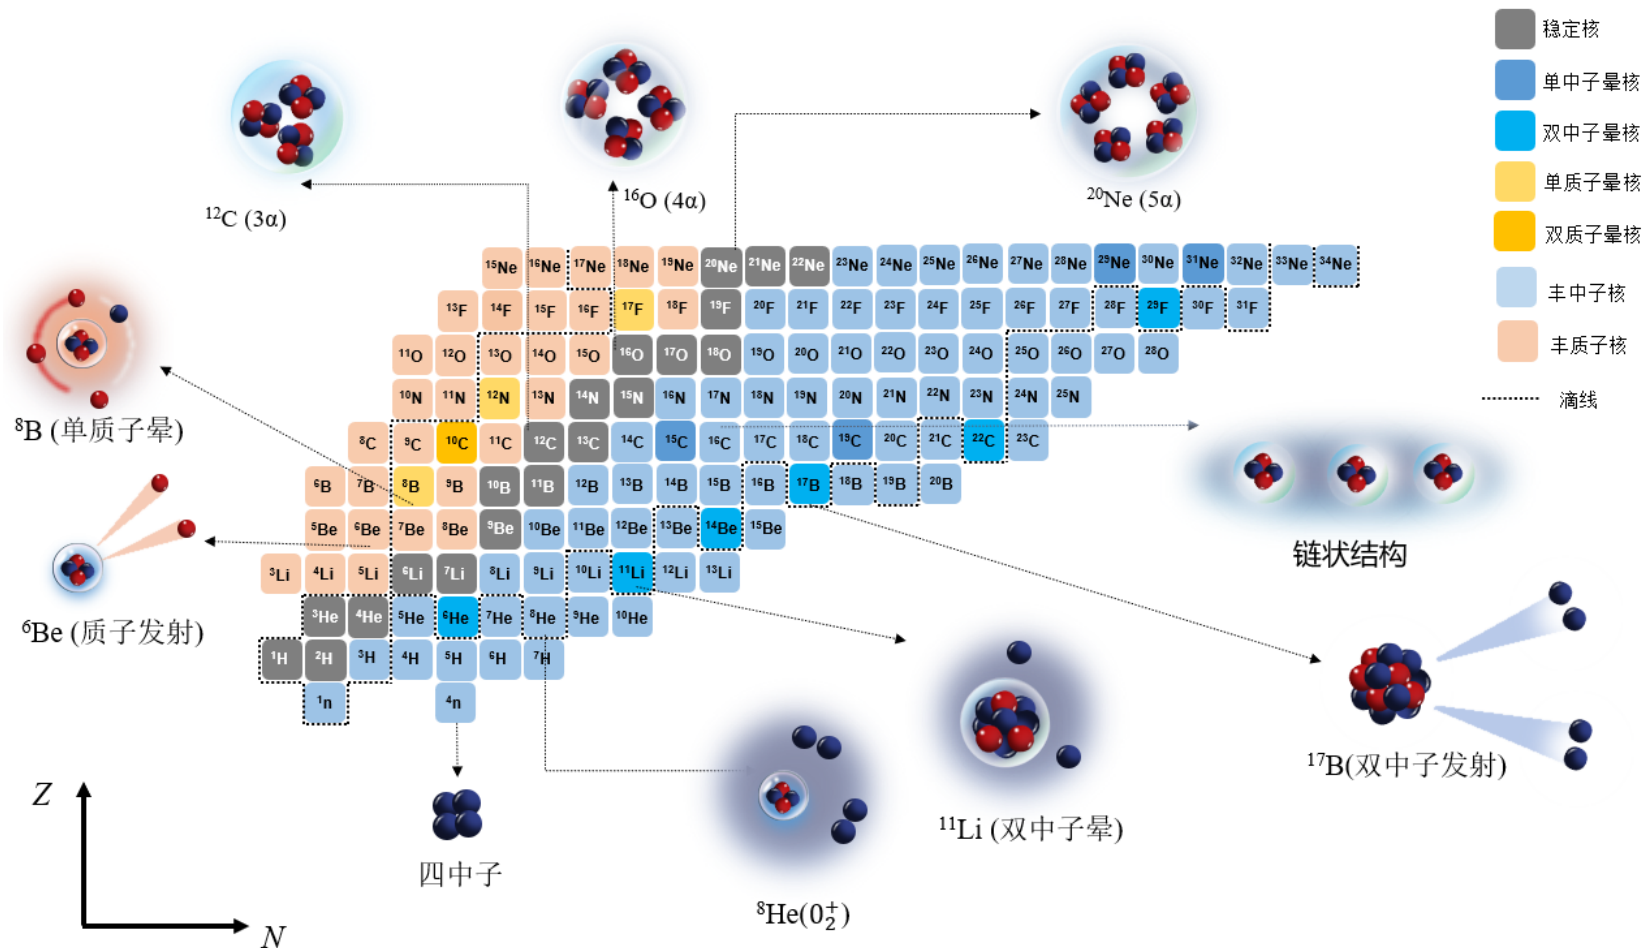 稳定核
单中子晕核
双中子晕核
单质子晕核
双质子晕核
丰中子核
丰质子核
滴线
¹²C (3α)
¹⁶O (4α)
²⁰Ne (5α)
¹⁵Ne ¹⁶Ne ¹⁷Ne ¹⁸Ne ¹⁹Ne ²⁰Ne ²¹Ne ²²Ne ²³Ne ²⁴Ne ²⁵Ne ²⁶Ne ²⁷Ne ²⁸Ne ²⁹Ne ³⁰Ne ³¹Ne ³²Ne ³³Ne ³⁴Ne
¹³F ¹⁴F ¹⁵F ¹⁶F ¹⁷F ¹⁸F ¹⁹F ²⁰F ²¹F ²²F ²³F ²⁴F ²⁵F ²⁶F ²⁷F ²⁸F ²⁹F ³⁰F ³¹F
¹¹O ¹²O ¹³O ¹⁴O ¹⁵O ¹⁶O ¹⁷O ¹⁸O ¹⁹O ²⁰O ²¹O ²²O ²³O ²⁴O ²⁵O ²⁶O ²⁷O ²⁸O
¹⁰N ¹¹N ¹²N ¹³N ¹⁴N ¹⁵N ¹⁶N ¹⁷N ¹⁸N ¹⁹N ²⁰N ²¹N ²²N ²³N ²⁴N ²⁵N
⁸C ⁹C ¹⁰C ¹¹C ¹²C ¹³C ¹⁴C ¹⁵C ¹⁶C ¹⁷C ¹⁸C ¹⁹C ²⁰C ²¹C ²²C ²³C
⁶B ⁷B ⁸B ⁹B ¹⁰B ¹¹B ¹²B ¹³B ¹⁴B ¹⁵B ¹⁶B ¹⁷B ¹⁸B ¹⁹B ²⁰B
⁵Be ⁶Be ⁷Be ⁸Be ⁹Be ¹⁰Be ¹¹Be ¹²Be ¹³Be ¹⁴Be ¹⁵Be
³Li ⁴Li ⁵Li ⁶Li ⁷Li ⁸Li ⁹Li ¹⁰Li ¹¹Li ¹²Li ¹³Li
³He ⁴He ⁵He ⁶He ⁷He ⁸He ⁹He ¹⁰He
¹H ²H ³H ⁴H ⁵H ⁶H ⁷H
¹n ⁴n
⁸B (单质子晕)
⁶Be (质子发射)
链状结构
¹⁷B(双中子发射)
¹¹Li (双中子晕)
⁸He(0₂⁺)
四中子
Z
N